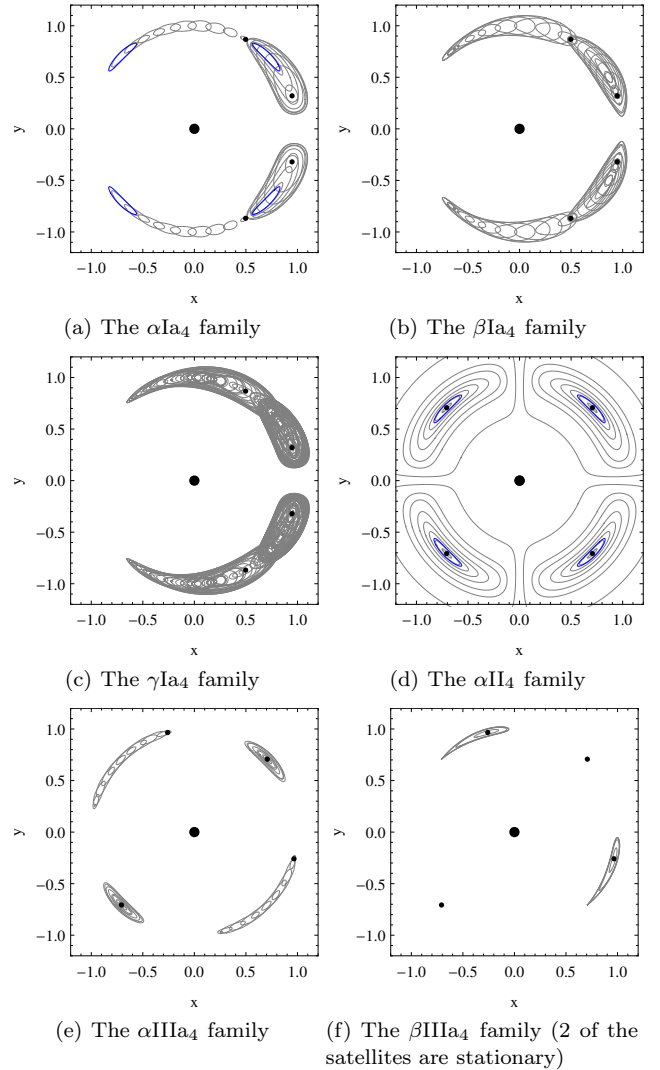 1.0
0.5
0.0
−0.5
−1.0
y
−1.0 −0.5 0.0 0.5 1.0
x
(a) The αIa₄ family
1.0
0.5
0.0
−0.5
−1.0
y
−1.0 −0.5 0.0 0.5 1.0
x
(b) The βIa₄ family
1.0
0.5
0.0
−0.5
−1.0
y
−1.0 −0.5 0.0 0.5 1.0
x
(c) The γIa₄ family
1.0
0.5
0.0
−0.5
−1.0
y
−1.0 −0.5 0.0 0.5 1.0
x
(d) The αII₄ family
1.0
0.5
0.0
−0.5
−1.0
y
−1.0 −0.5 0.0 0.5 1.0
x
(e) The αIIIa₄ family
1.0
0.5
0.0
−0.5
−1.0
y
−1.0 −0.5 0.0 0.5 1.0
x
(f) The βIIIa₄ family (2 of the
satellites are stationary)